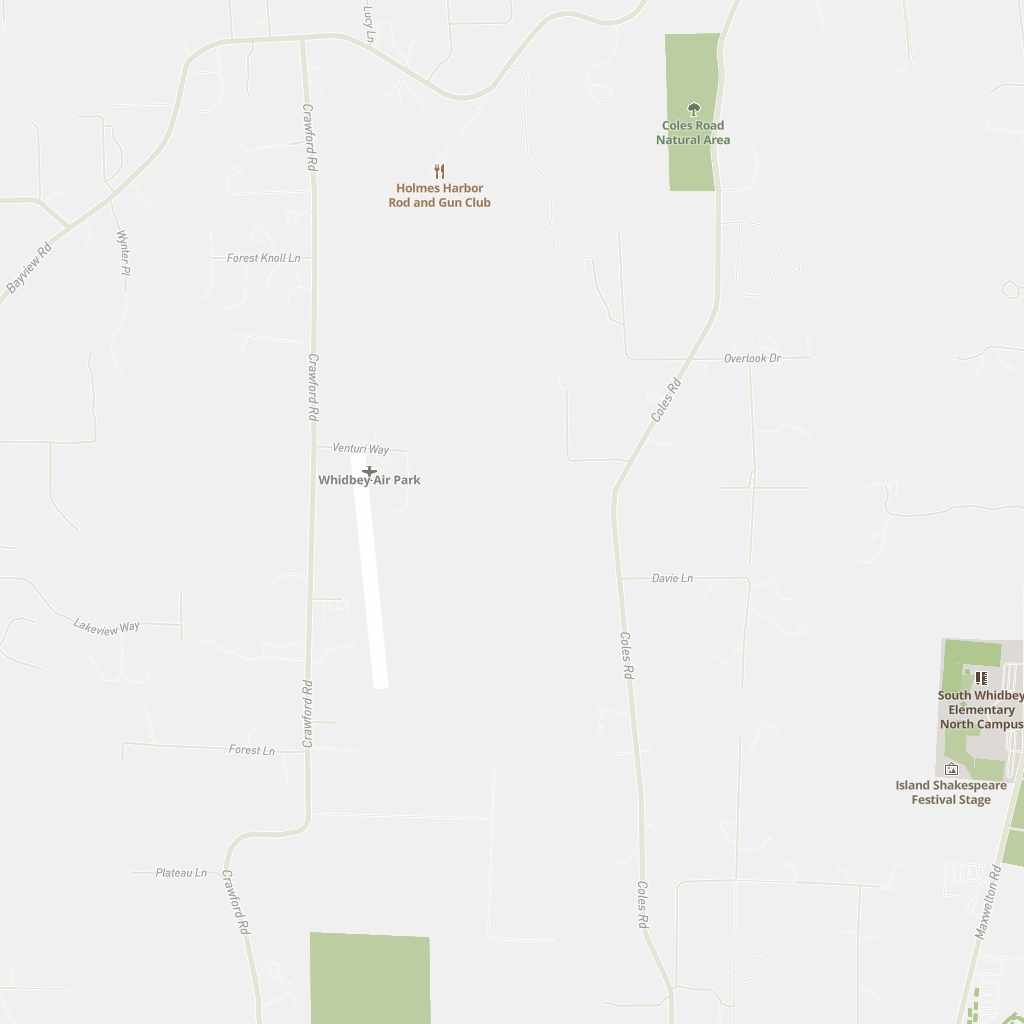 Lucy Ln
Crawford Rd
Coles Road
Natural Area
Holmes Harbor
Rod and Gun Club
Wynter Pl
Bayview Rd
Forest Knoll Ln
Crawford Rd
Overlook Dr
Coles Rd
Venturi Way
Whidbey Air Park
Davie Ln
Lakeview Way
Coles Rd
South Whidbey
Elementary
North Campus
Crawford Rd
Forest Ln
Island Shakespeare
Festival Stage
Plateau Ln
Crawford Rd
Coles Rd
Maxwelton Rd